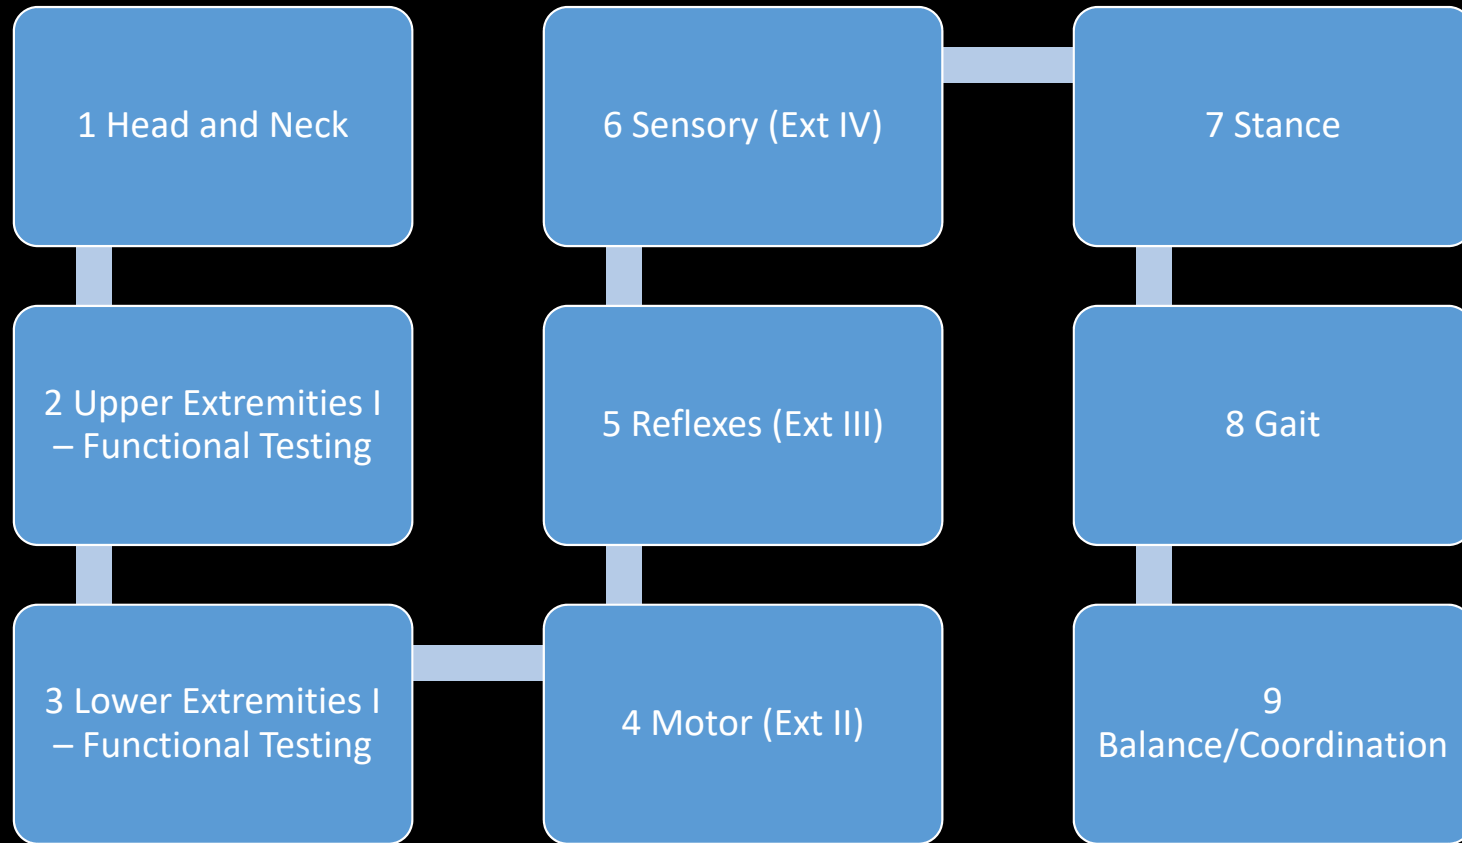 1 Head and Neck
2 Upper Extremities I
– Functional Testing
3 Lower Extremities I
– Functional Testing
4 Motor (Ext II)
5 Reflexes (Ext III)
6 Sensory (Ext IV)
7 Stance
8 Gait
9
Balance/Coordination